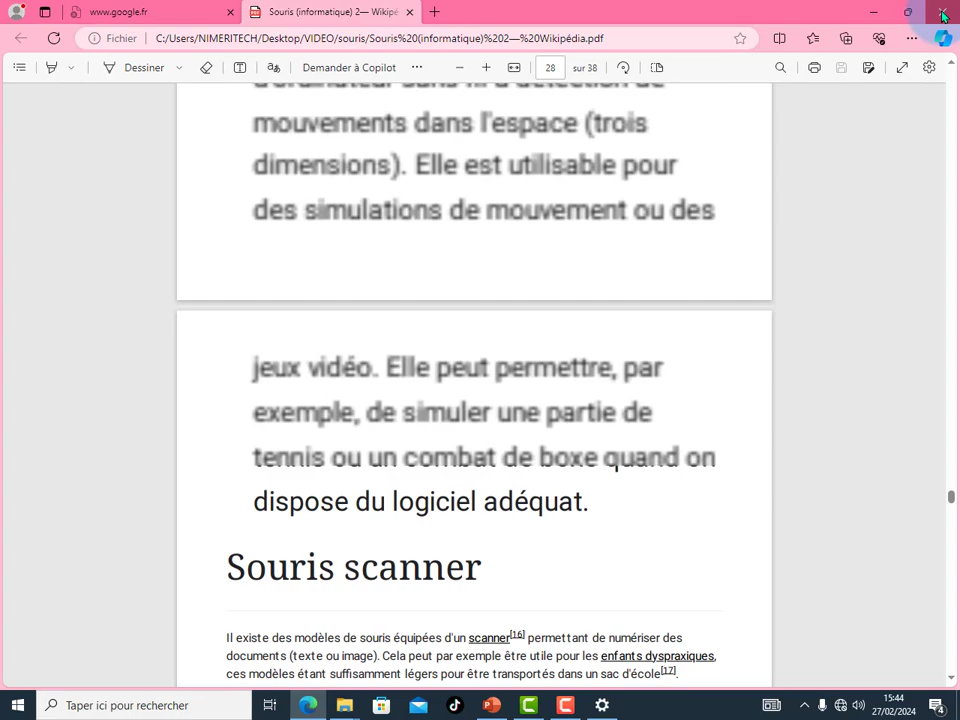 www.google.fr
Souris (informatique) 2— Wikipé
Fichier
C:/Users/NIMERITECH/Desktop/VIDEO/souris/Souris%20(informatique)%202—%20Wikipédia.pdf
Dessiner
Demander à Copilot
28
sur 38
d'ordinateur sans fil à détection de
mouvements dans l'espace (trois
dimensions). Elle est utilisable pour
des simulations de mouvement ou des
jeux vidéo. Elle peut permettre, par
exemple, de simuler une partie de
tennis ou un combat de boxe quand on
dispose du logiciel adéquat.
Souris scanner
Il existe des modèles de souris équipées d'un scanner[16] permettant de numériser des
documents (texte ou image). Cela peut par exemple être utile pour les enfants dyspraxiques,
ces modèles étant suffisamment légers pour être transportés dans un sac d'école[17].
Taper ici pour rechercher
15:44
27/02/2024
4